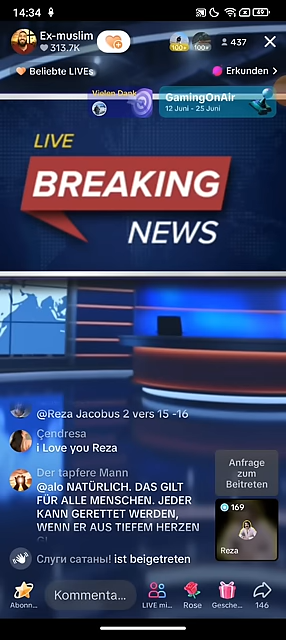 14:34
49
Ex-muslim
313.7K
100+
100+
437
Beliebte LIVEs
Erkunden >
Vielen Dank
GamingOnAir
12 Juni - 25 Juni
LIVE
BREAKING
NEWS
@Reza Jacobus 2 vers 15 -16
Çendresa
i Love you Reza
Der tapfere Mann
@alo NATÜRLICH. DAS GILT
FÜR ALLE MENSCHEN. JEDER
KANN GERETTET WERDEN,
WENN ER AUS TIEFEM HERZEN
Слуги сатаны! ist beigetreten
Anfrage
zum
Beitreten
169
Reza
Abonn...
Kommenta...
LIVE mi...
Rose
Gesche...
146